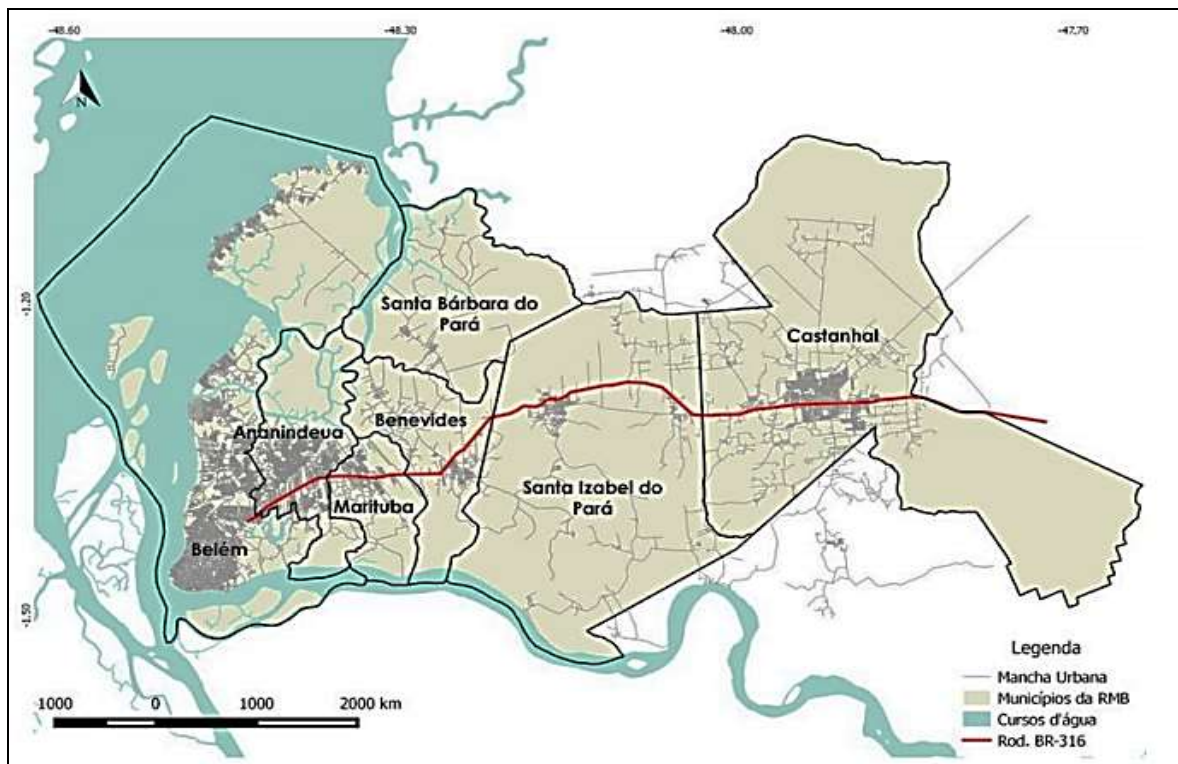 -48.60 -48.30 -48.00 -47.70
N
-1.20
Santa Bárbara do
Pará
Castanhal
Benevides
Ananindeua
Santa Izabel do
Pará
Marituba
Belém
-1.50
Legenda
Mancha Urbana
Municípios da RMB
Cursos d'água
Rod. BR-316
1000 0 1000 2000 km